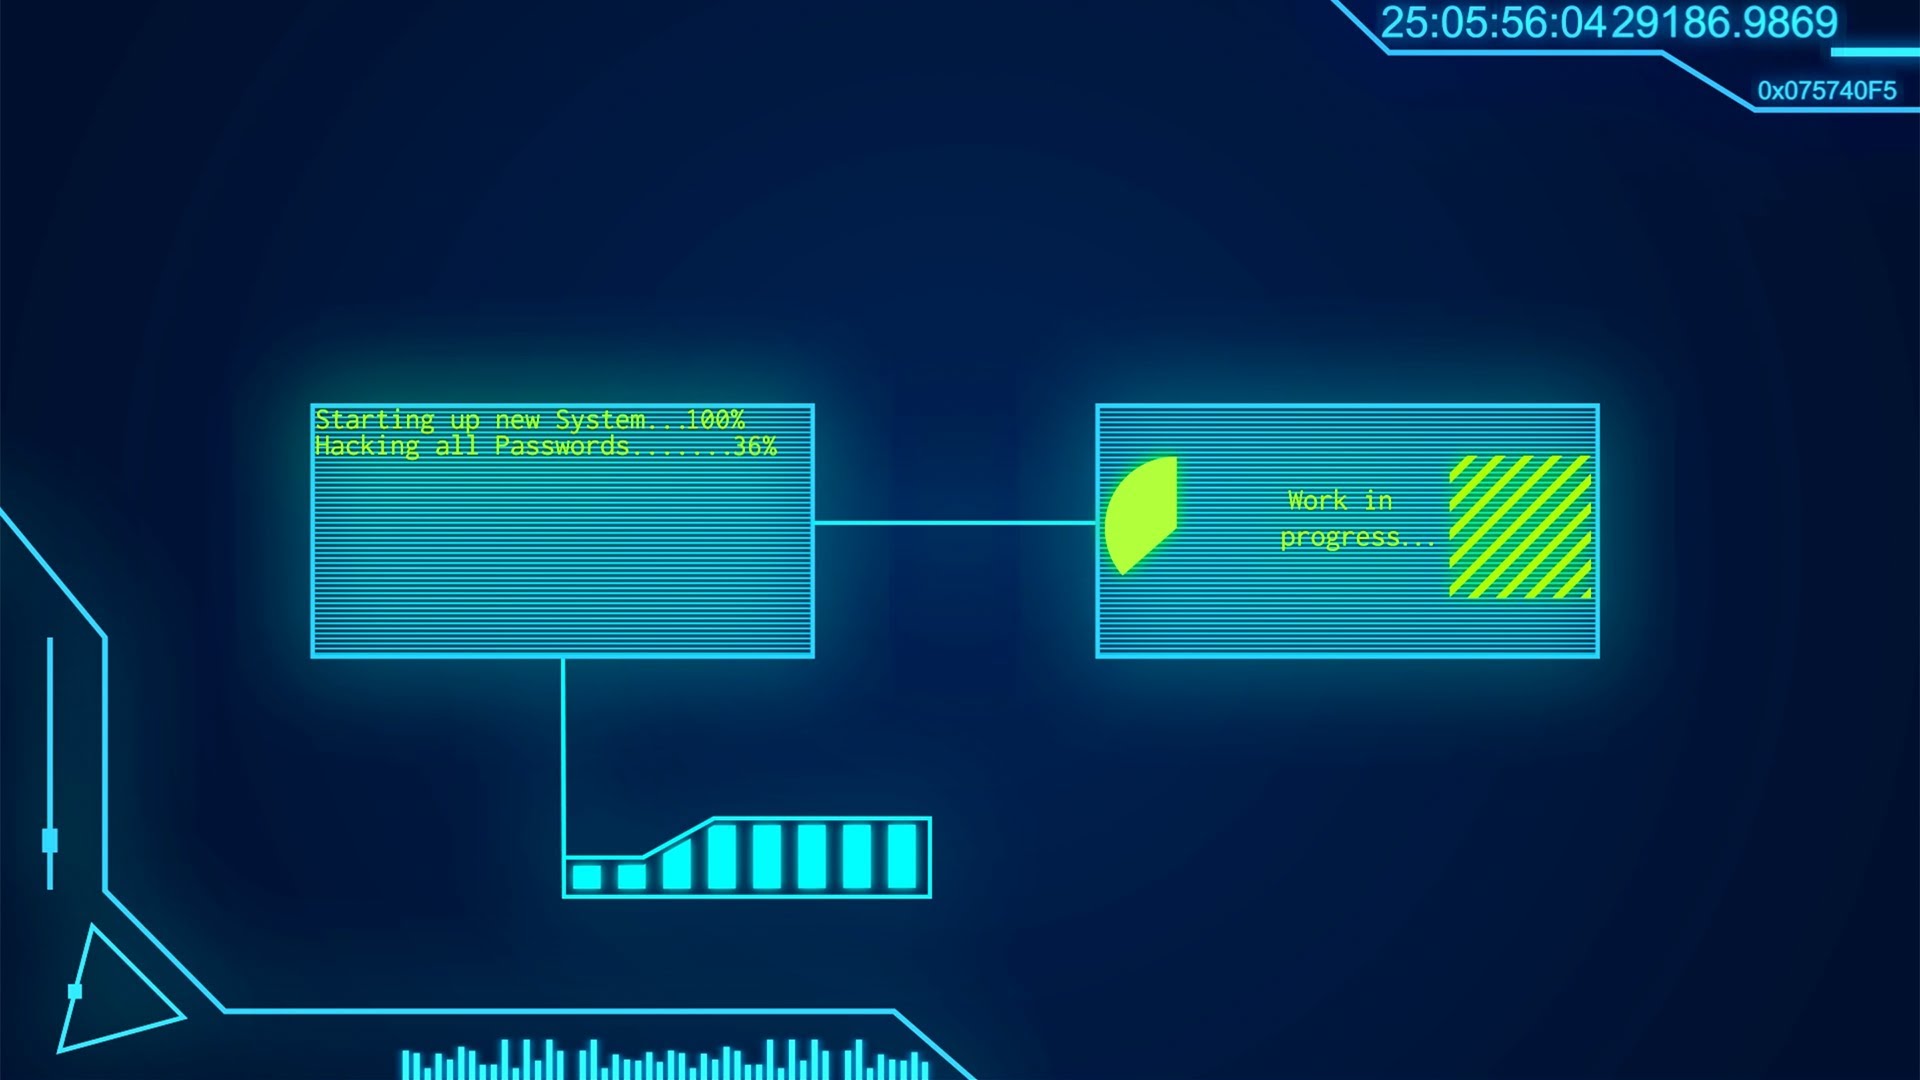 25:05:56:04 29186.9869
0x075740F5
Starting up new System...100%
Hacking all Passwords.......36%
Work in
progress...